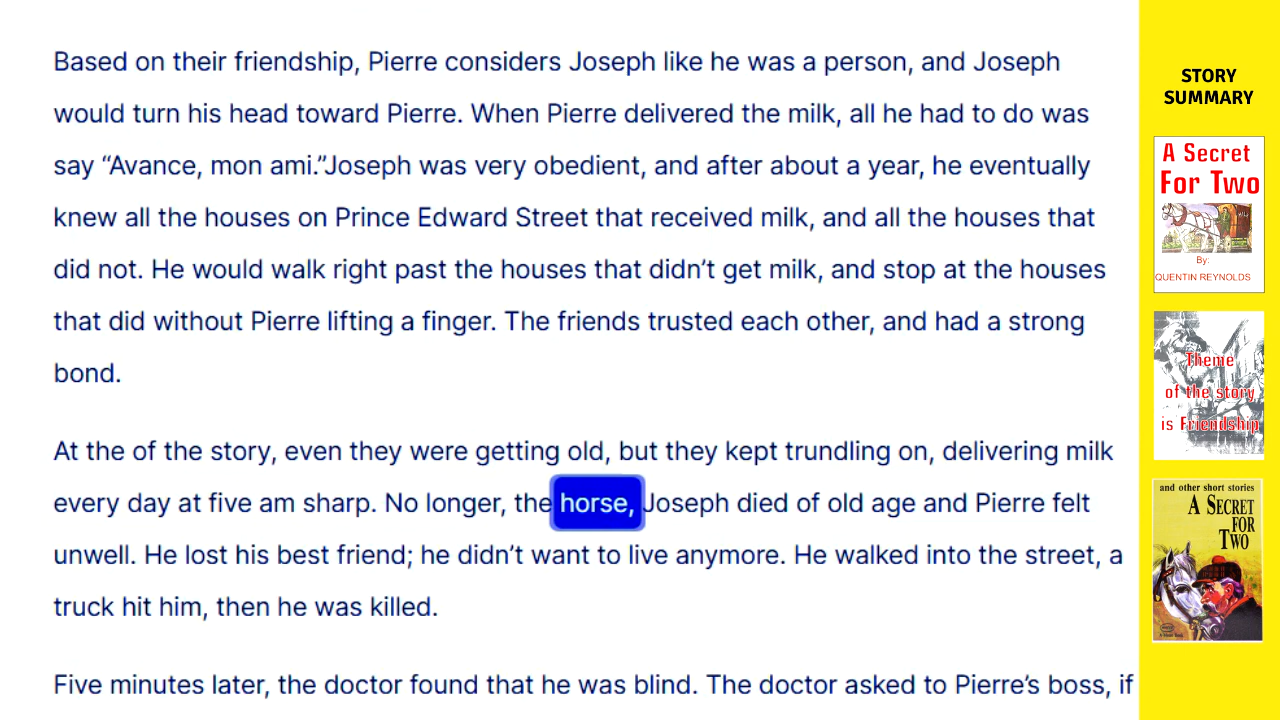 Based on their friendship, Pierre considers Joseph like he was a person, and Joseph
would turn his head toward Pierre. When Pierre delivered the milk, all he had to do was
say “Avance, mon ami.”Joseph was very obedient, and after about a year, he eventually
knew all the houses on Prince Edward Street that received milk, and all the houses that
did not. He would walk right past the houses that didn’t get milk, and stop at the houses
that did without Pierre lifting a finger. The friends trusted each other, and had a strong
bond.
At the of the story, even they were getting old, but they kept trundling on, delivering milk
every day at five am sharp. No longer, the horse, Joseph died of old age and Pierre felt
unwell. He lost his best friend; he didn’t want to live anymore. He walked into the street, a
truck hit him, then he was killed.
Five minutes later, the doctor found that he was blind. The doctor asked to Pierre’s boss, if
STORY
SUMMARY
A Secret
For Two
By:
QUENTIN REYNOLDS
Theme
of the story
is Friendship
and other short stories
A SECRET
FOR
TWO